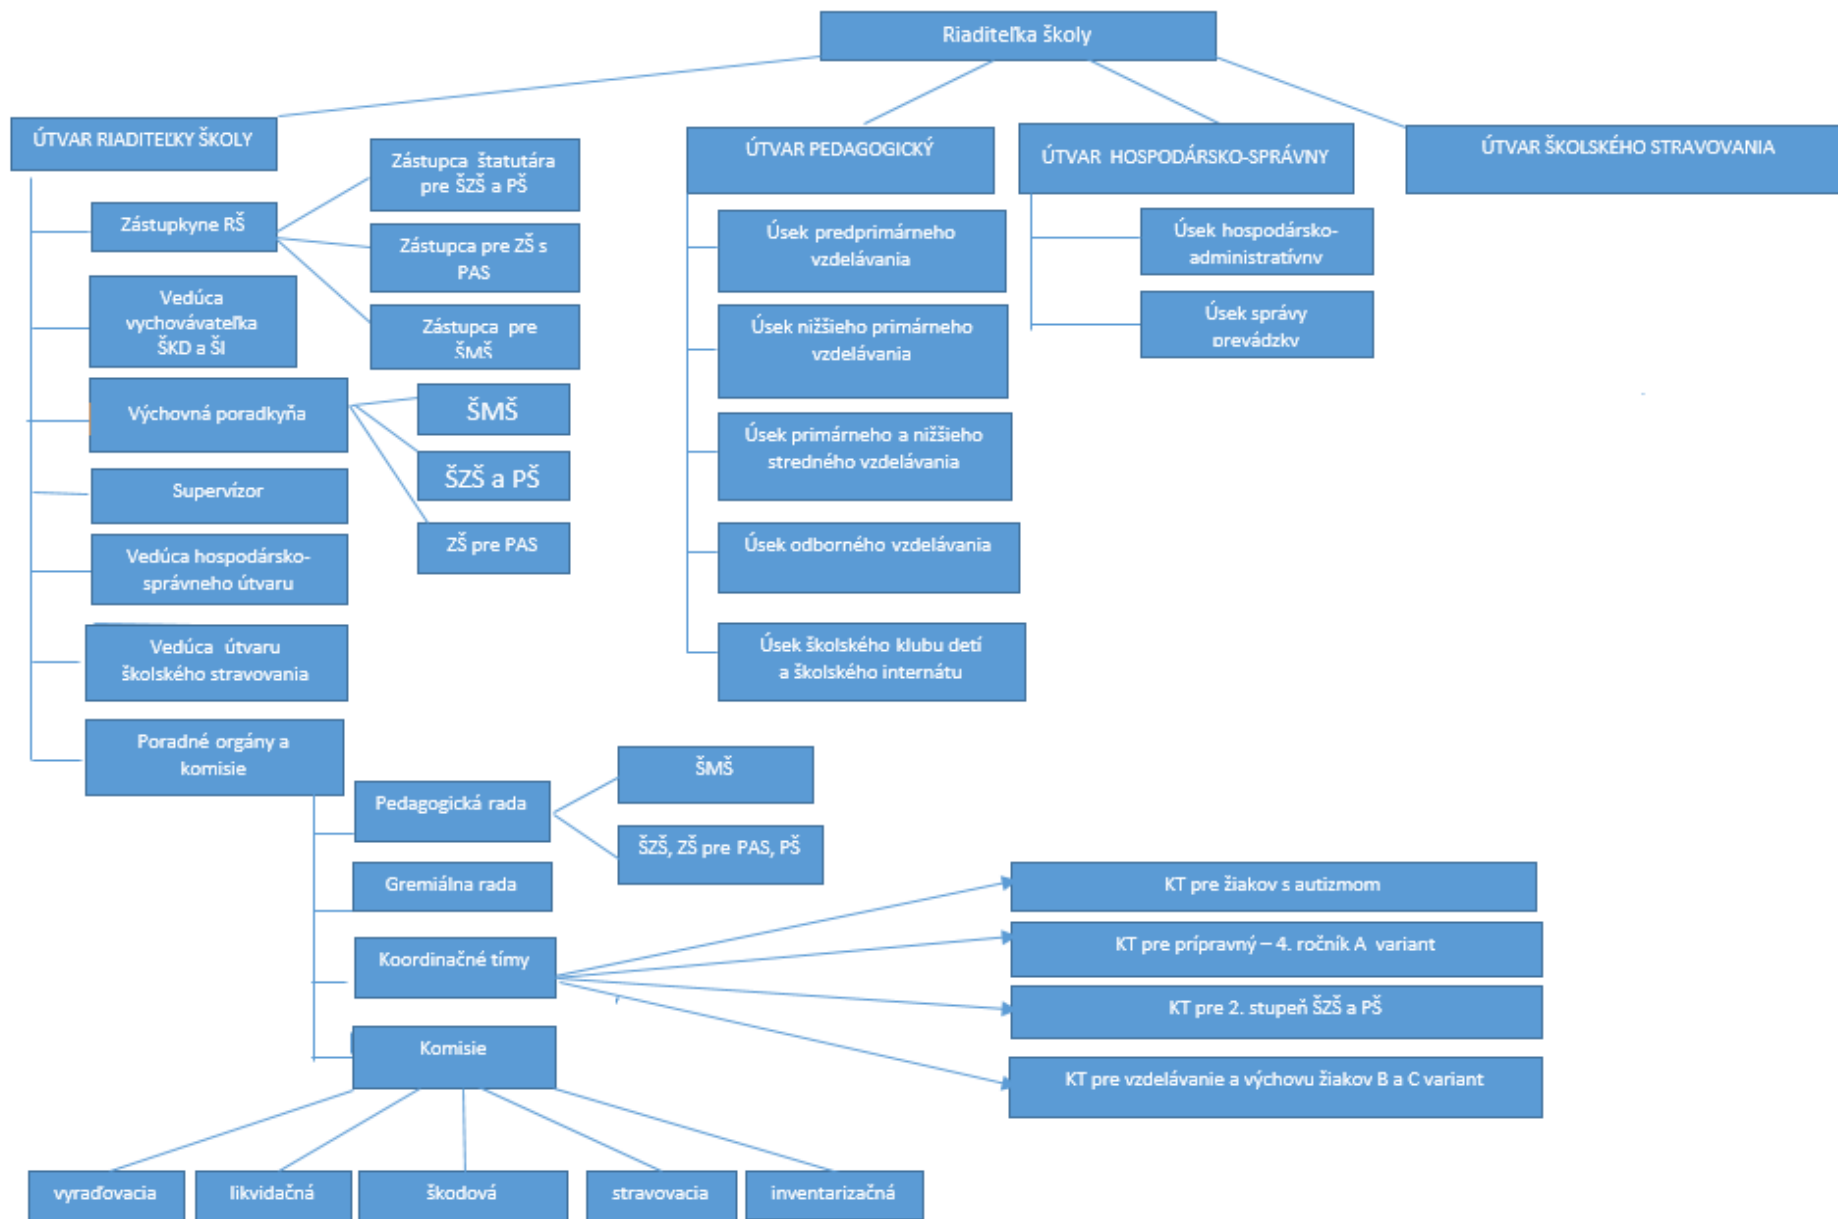 Riaditeľka školy
ÚTVAR RIADITEĽKY ŠKOLY
ÚTVAR PEDAGOGICKÝ
ÚTVAR HOSPODÁRSKO-SPRÁVNY
ÚTVAR ŠKOLSKÉHO STRAVOVANIA
Zástupkyne RŠ
Zástupca štatutára
pre ŠZŠ a PŠ
Zástupca pre ZŠ s
PAS
Zástupca pre
ŠMŠ
Vedúca
vychovávateľka
ŠKD a ŠI
Výchovná poradkyňa
ŠMŠ
ŠZŠ a PŠ
ZŠ pre PAS
Supervízor
Vedúca hospodársko-
správneho útvaru
Vedúca útvaru
školského stravovania
Poradné orgány a
komisie
Úsek predprimárneho
vzdelávania
Úsek nižšieho primárneho
vzdelávania
Úsek primárneho a nižšieho
stredného vzdelávania
Úsek odborného vzdelávania
Úsek školského klubu detí
a školského internátu
Úsek hospodársko-
administratívny
Úsek správy
prevádzky
Pedagogická rada
ŠMŠ
ŠZŠ, ZŠ pre PAS, PŠ
Gremiálna rada
Koordinačné tímy
KT pre žiakov s autizmom
KT pre prípravný – 4. ročník A variant
KT pre 2. stupeň ŠZŠ a PŠ
KT pre vzdelávanie a výchovu žiakov B a C variant
Komisie
vyraďovacia
likvidačná
škodová
stravovacia
inventarizačná